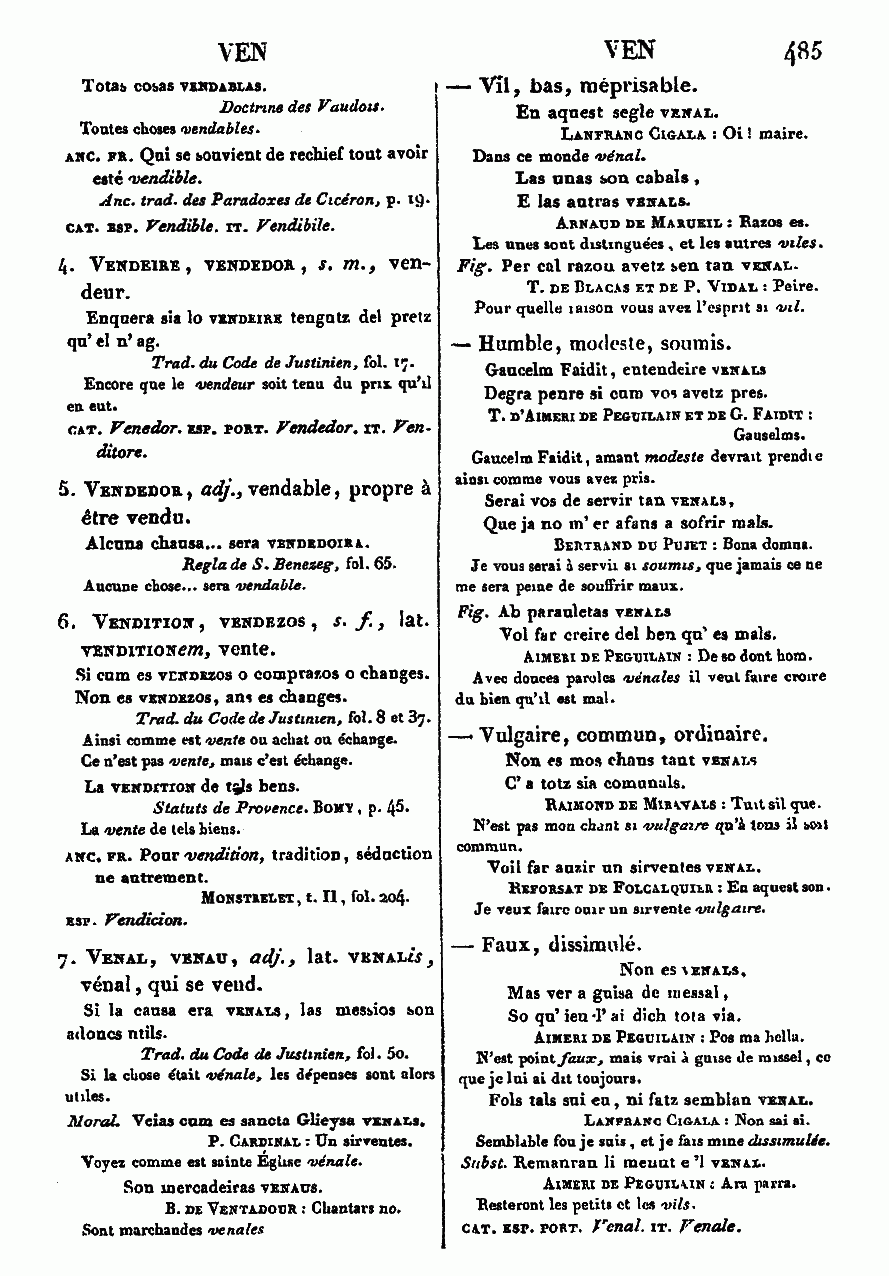 VEN
VEN 485
Totas cosas VENDABLAS.
Doctrine des Vaudois.
Toutes choses vendables.
ANC. FR. Qui se souvient de rechief tout avoir
esté vendible.
Anc. trad. des Paradoxes de Cicéron, p. 19.
CAT. ESP. Vendible. IT. Vendibile.
4. VENDEIRE, VENDEDOR, s. m., ven-
deur.
Enquera sia lo VENDEIRE tengutz del pretz
qu'el n'ag.
Trad. du Code de Justinien, fol. 17.
Encore que le vendeur soit tenu du prix qu'il
en eut.
CAT. Venedor. ESP. PORT. Vendedor. IT. Ven-
ditore.
5. VENDEDOR, adj., vendable, propre à
être vendu.
Alcuna chausa... sera VENDEDOIRA.
Regla de S. Benezeg, fol. 65.
Aucune chose... sera vendable.
6. VENDITION, VENDEZOS, s. f., lat.
VENDITIONem, vente.
Si cum es VENDEZOS o comprazos o changes.
Non es VENDEZOS, ans es changes.
Trad. du Code de Justinien, fol. 8 et 37.
Ainsi comme est vente ou achat ou échange.
Ce n'est pas vente, mais c'est échange.
La VENDITION de tals bens.
Statuts de Provence. BOMY, p. 45.
La vente de tels biens.
ANC. FR. Pour vendition, tradition, séduction
ne autrement.
MONSTRELET, t. II, fol. 204.
ESP. Vendicion.
7. VENAL, VENAU, adj., lat. VENALis,
vénal, qui se vend.
Si la causa era VENALS, las messios son
adoncs utils.
Trad. du Code de Justinien, fol. 50.
Si la chose était vénale, les dépenses sont alors
utiles.
Moral. Veias cum es sancta Glieysa VENALS.
P. CARDINAL : Un sirventes.
Voyez comme est sainte Église vénale.
Son mercadeiras VENAUS.
B. DE VENTADOUR : Chantars no.
Sont marchandes venales
— Vil, bas, méprisable.
En aquest segle VENAL.
LANFRANC CIGALA : Oi! maire.
Dans ce monde vénal.
Las unas son cabals,
E las autras VENALS.
ARNAUD DE MARUEIL : Razos es.
Les unes sont distinguées, et les autres viles.
Fig. Per cal razon avetz sen tan VENAL.
T. DE BLACAS ET DE P. VIDAL : Peire.
Pour quelle raison vous avez l'esprit si vil.
— Humble, modeste, soumis.
Gaucelm Faidit, entendeire VENALS
Degra penre si cum vos avetz pres.
T. D'AIMERI DE PEGUILAIN ET DE G. FAIDIT :
Gauselms.
Gaucelm Faidit, amant modeste devrait prendre
ainsi comme vous avez pris.
Serai vos de servir tan VENALS,
Que ja no m'er afans a sofrir mals.
BERTRAND DU PUJET : Bona domna.
Je vous serai à servir si soumis, que jamais ce ne
me sera peine de souffrir maux.
Fig. Ab parauletas VENALS
Vol far creire del ben qu'es mals.
AIMERI DE PEGUILAIN : De so dont hom.
Avec douces paroles vénales il veut faire croire
du bien qu'il est mal.
— Vulgaire, commun, ordinaire.
Non es mos chans tant VENALS
C'a totz sia comunals.
RAIMOND DE MIRAVALS : Tuit sil que.
N'est pas mon chant si vulgaire qu'à tous il soit
commun.
Voil far auzir un sirventes VENAL.
REFORSAT DE FOLCALQUIER : En aquest son.
Je veux faire ouir un sirvente vulgaire.
— Faux, dissimulé.
Non es VENALS,
Mas ver a guisa de messal,
So qu'ieu·l'ai dich tota via.
AIMERI DE PEGUILAIN : Pos ma bella.
N'est point faux, mais vrai à guise de missel, ce
que je lui ai dit toujours.
Fols tals sui eu, ni fatz semblan VENAL.
LANFRANC CIGALA : Non sai si.
Semblable fou je suis, et je fais mine dissimulée.
Subst. Remanran li menut e'l VENAL.
AIMERI DE PEGUILAIN : Ara parra.
Resteront les petits et les vils.
CAT. ESP. PORT. Venal. IT. Venale.